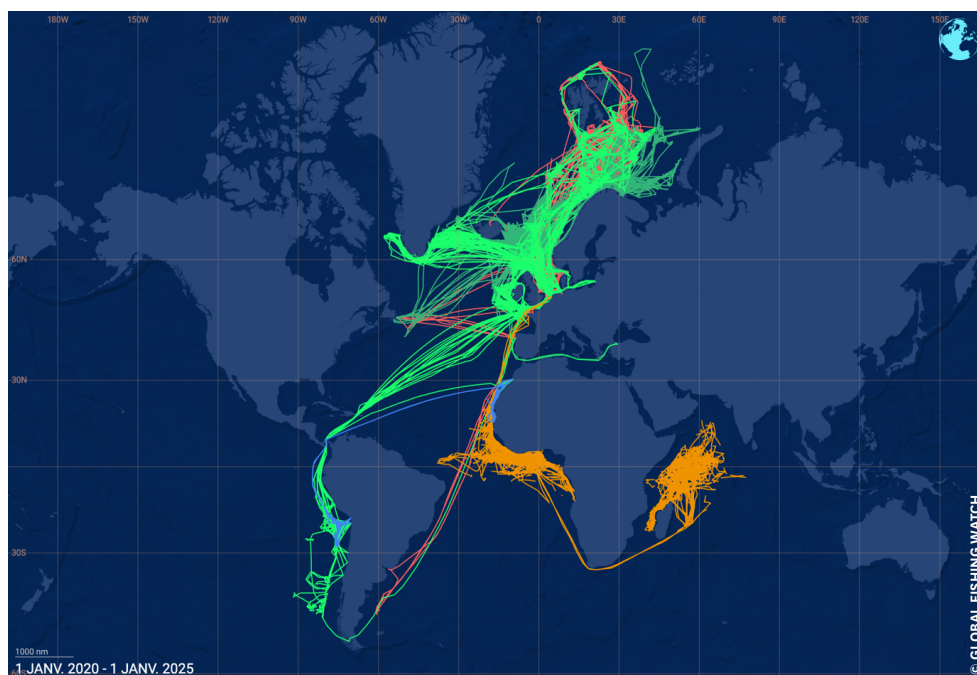 180W 150W 120W 90W 60W 30W 0 30E 60E 90E 120E 150E
60N
30N
30S
1000 nm
1 JANV. 2020 - 1 JANV. 2025
© GLOBAL FISHING WATCH